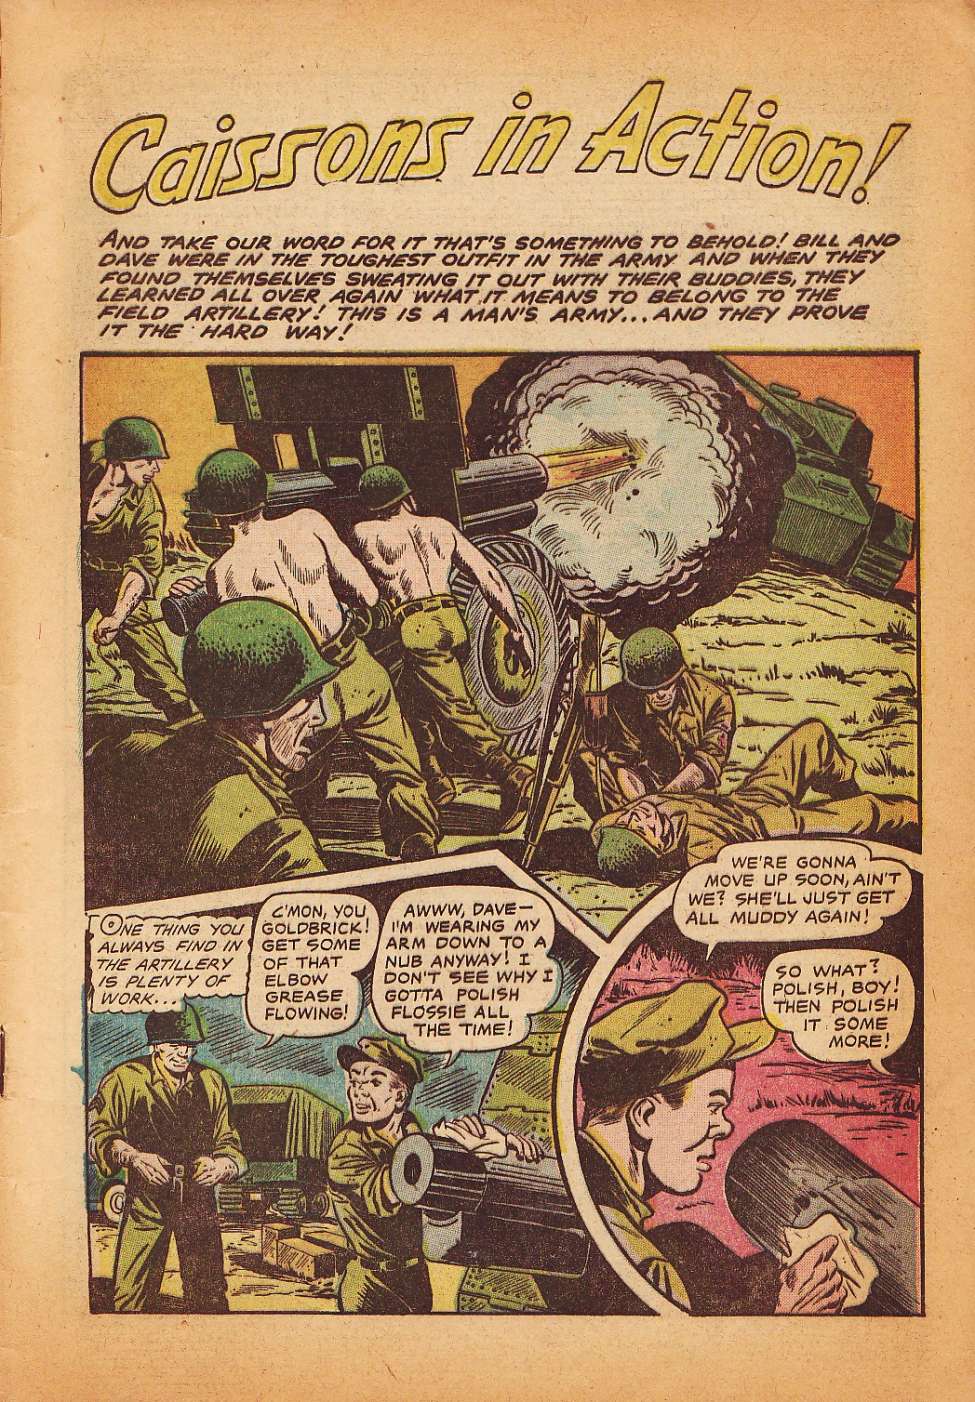 Caissons in Action!
AND TAKE OUR WORD FOR IT THAT'S SOMETHING TO BEHOLD! BILL AND
DAVE WERE IN THE TOUGHEST OUTFIT IN THE ARMY AND WHEN THEY
FOUND THEMSELVES SWEATING IT OUT WITH THEIR BUDDIES, THEY
LEARNED ALL OVER AGAIN WHAT IT MEANS TO BELONG TO THE
FIELD ARTILLERY! THIS IS A MAN'S ARMY...AND THEY PROVE
IT THE HARD WAY!
ONE THING YOU
ALWAYS FIND IN
THE ARTILLERY
IS PLENTY OF
WORK...
C'MON, YOU
GOLDBRICK!
GET SOME
OF THAT
ELBOW
GREASE
FLOWING!
AWWW, DAVE—
I'M WEARING MY
ARM DOWN TO A
NUB ANYWAY! I
DON'T SEE WHY I
GOTTA POLISH
FLOSSIE ALL
THE TIME!
WE'RE GONNA
MOVE UP SOON, AIN'T
WE? SHE'LL JUST GET
ALL MUDDY AGAIN!
SO WHAT?
POLISH, BOY!
THEN POLISH
IT SOME
MORE!